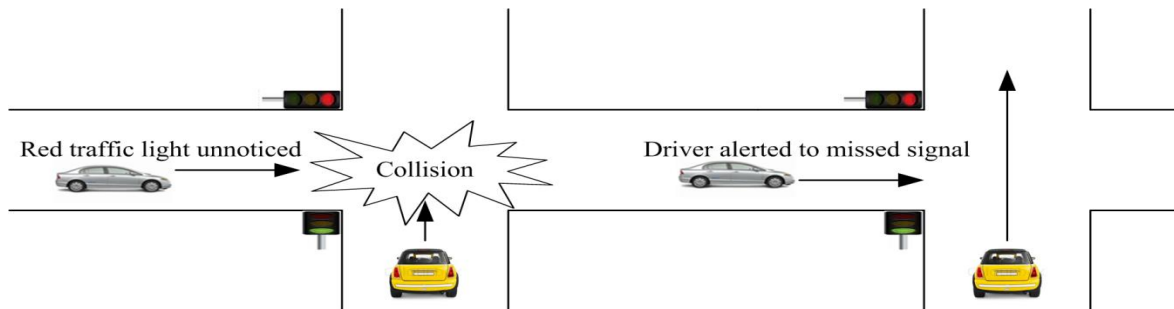 Red traffic light unnoticed
Collision
Driver alerted to missed signal